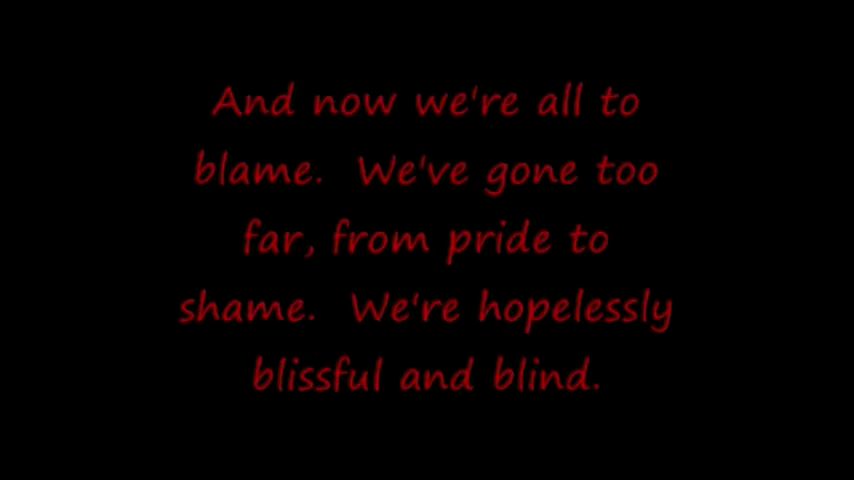 And now we're all to
blame.  We've gone too
far, from pride to
shame.  We're hopelessly
blissful and blind.